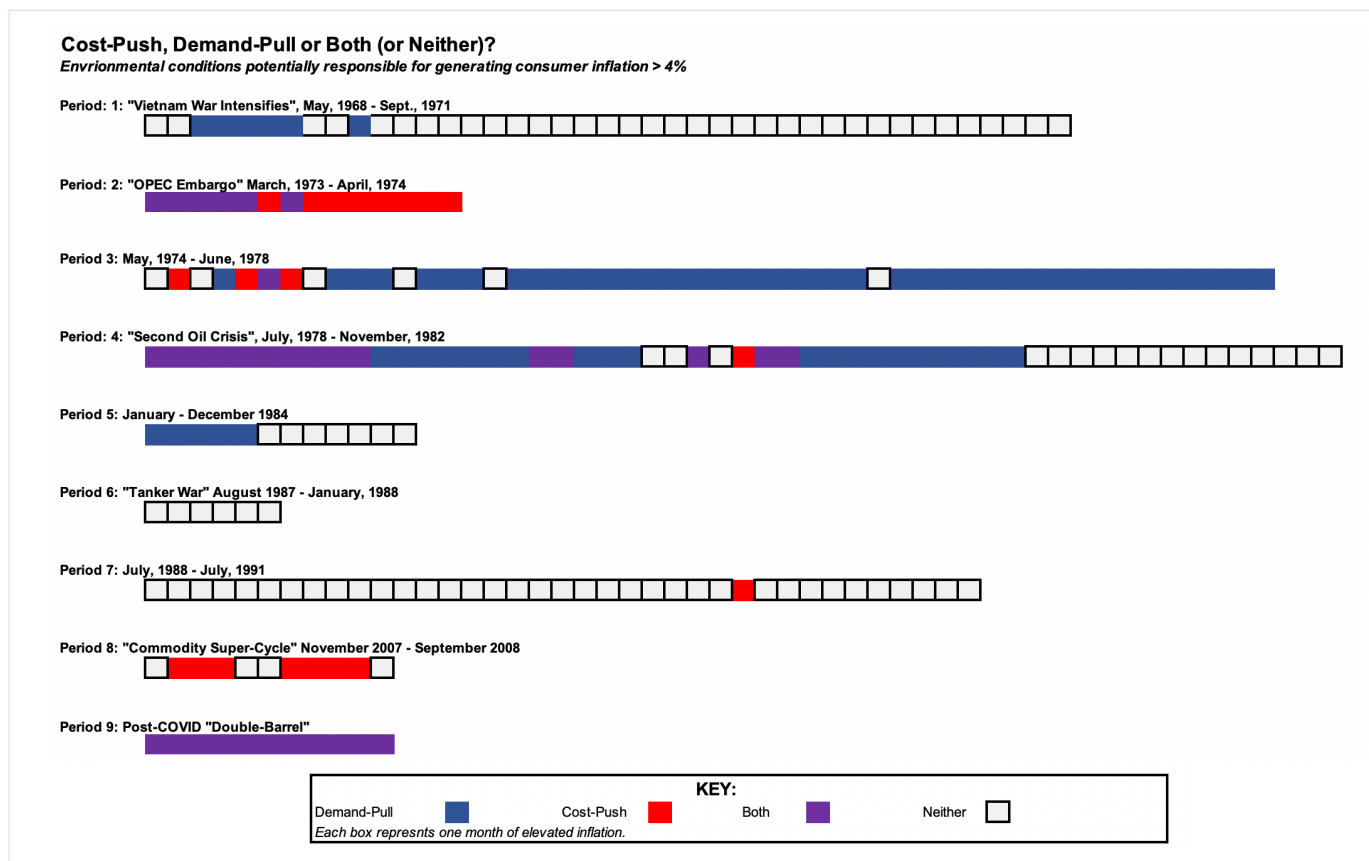 Cost-Push, Demand-Pull or Both (or Neither)?
Envrionmental conditions potentially responsible for generating consumer inflation > 4%
Period: 1: "Vietnam War Intensifies", May, 1968 - Sept., 1971
Period: 2: "OPEC Embargo" March, 1973 - April, 1974
Period 3: May, 1974 - June, 1978
Period: 4: "Second Oil Crisis", July, 1978 - November, 1982
Period 5: January - December 1984
Period 6: "Tanker War" August 1987 - January, 1988
Period 7: July, 1988 - July, 1991
Period 8: "Commodity Super-Cycle" November 2007 - September 2008
Period 9: Post-COVID "Double-Barrel"
KEY:
Demand-Pull Cost-Push Both Neither
Each box represnts one month of elevated inflation.